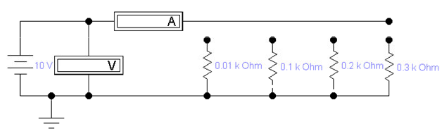 A
10 V
V
0.01 k Ohm
0.1 k Ohm
0.2 k Ohm
0.3 k Ohm